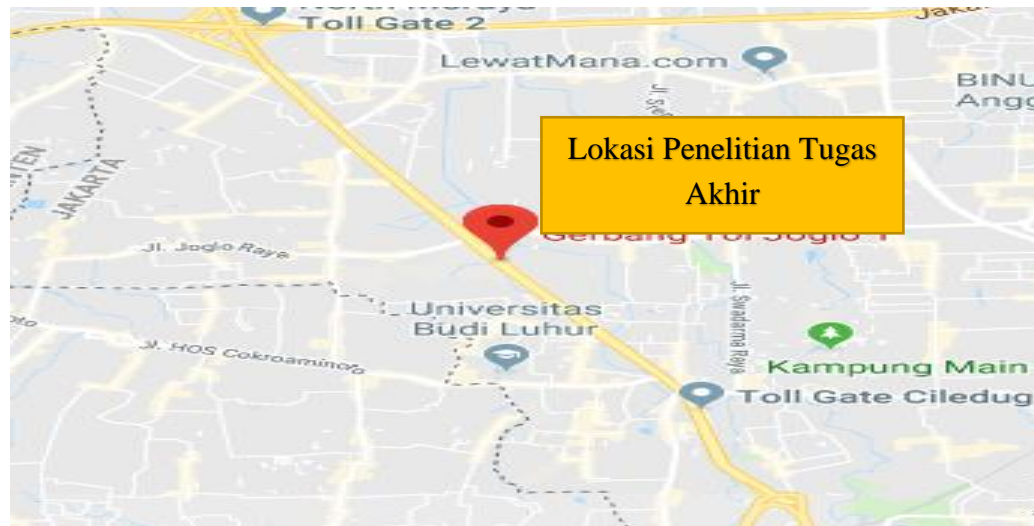 Toll Gate 2
LewatMana.com
BINU
Angg
Lokasi Penelitian Tugas
Akhir
JAKARTA
Jl. Joglo Raya
Gerbang Tol Joglo 1
Universitas
Budi Luhur
Jl. Swadarma Raya
Jl. HOS Cokroaminoto
Kampung Main
Toll Gate Ciledug